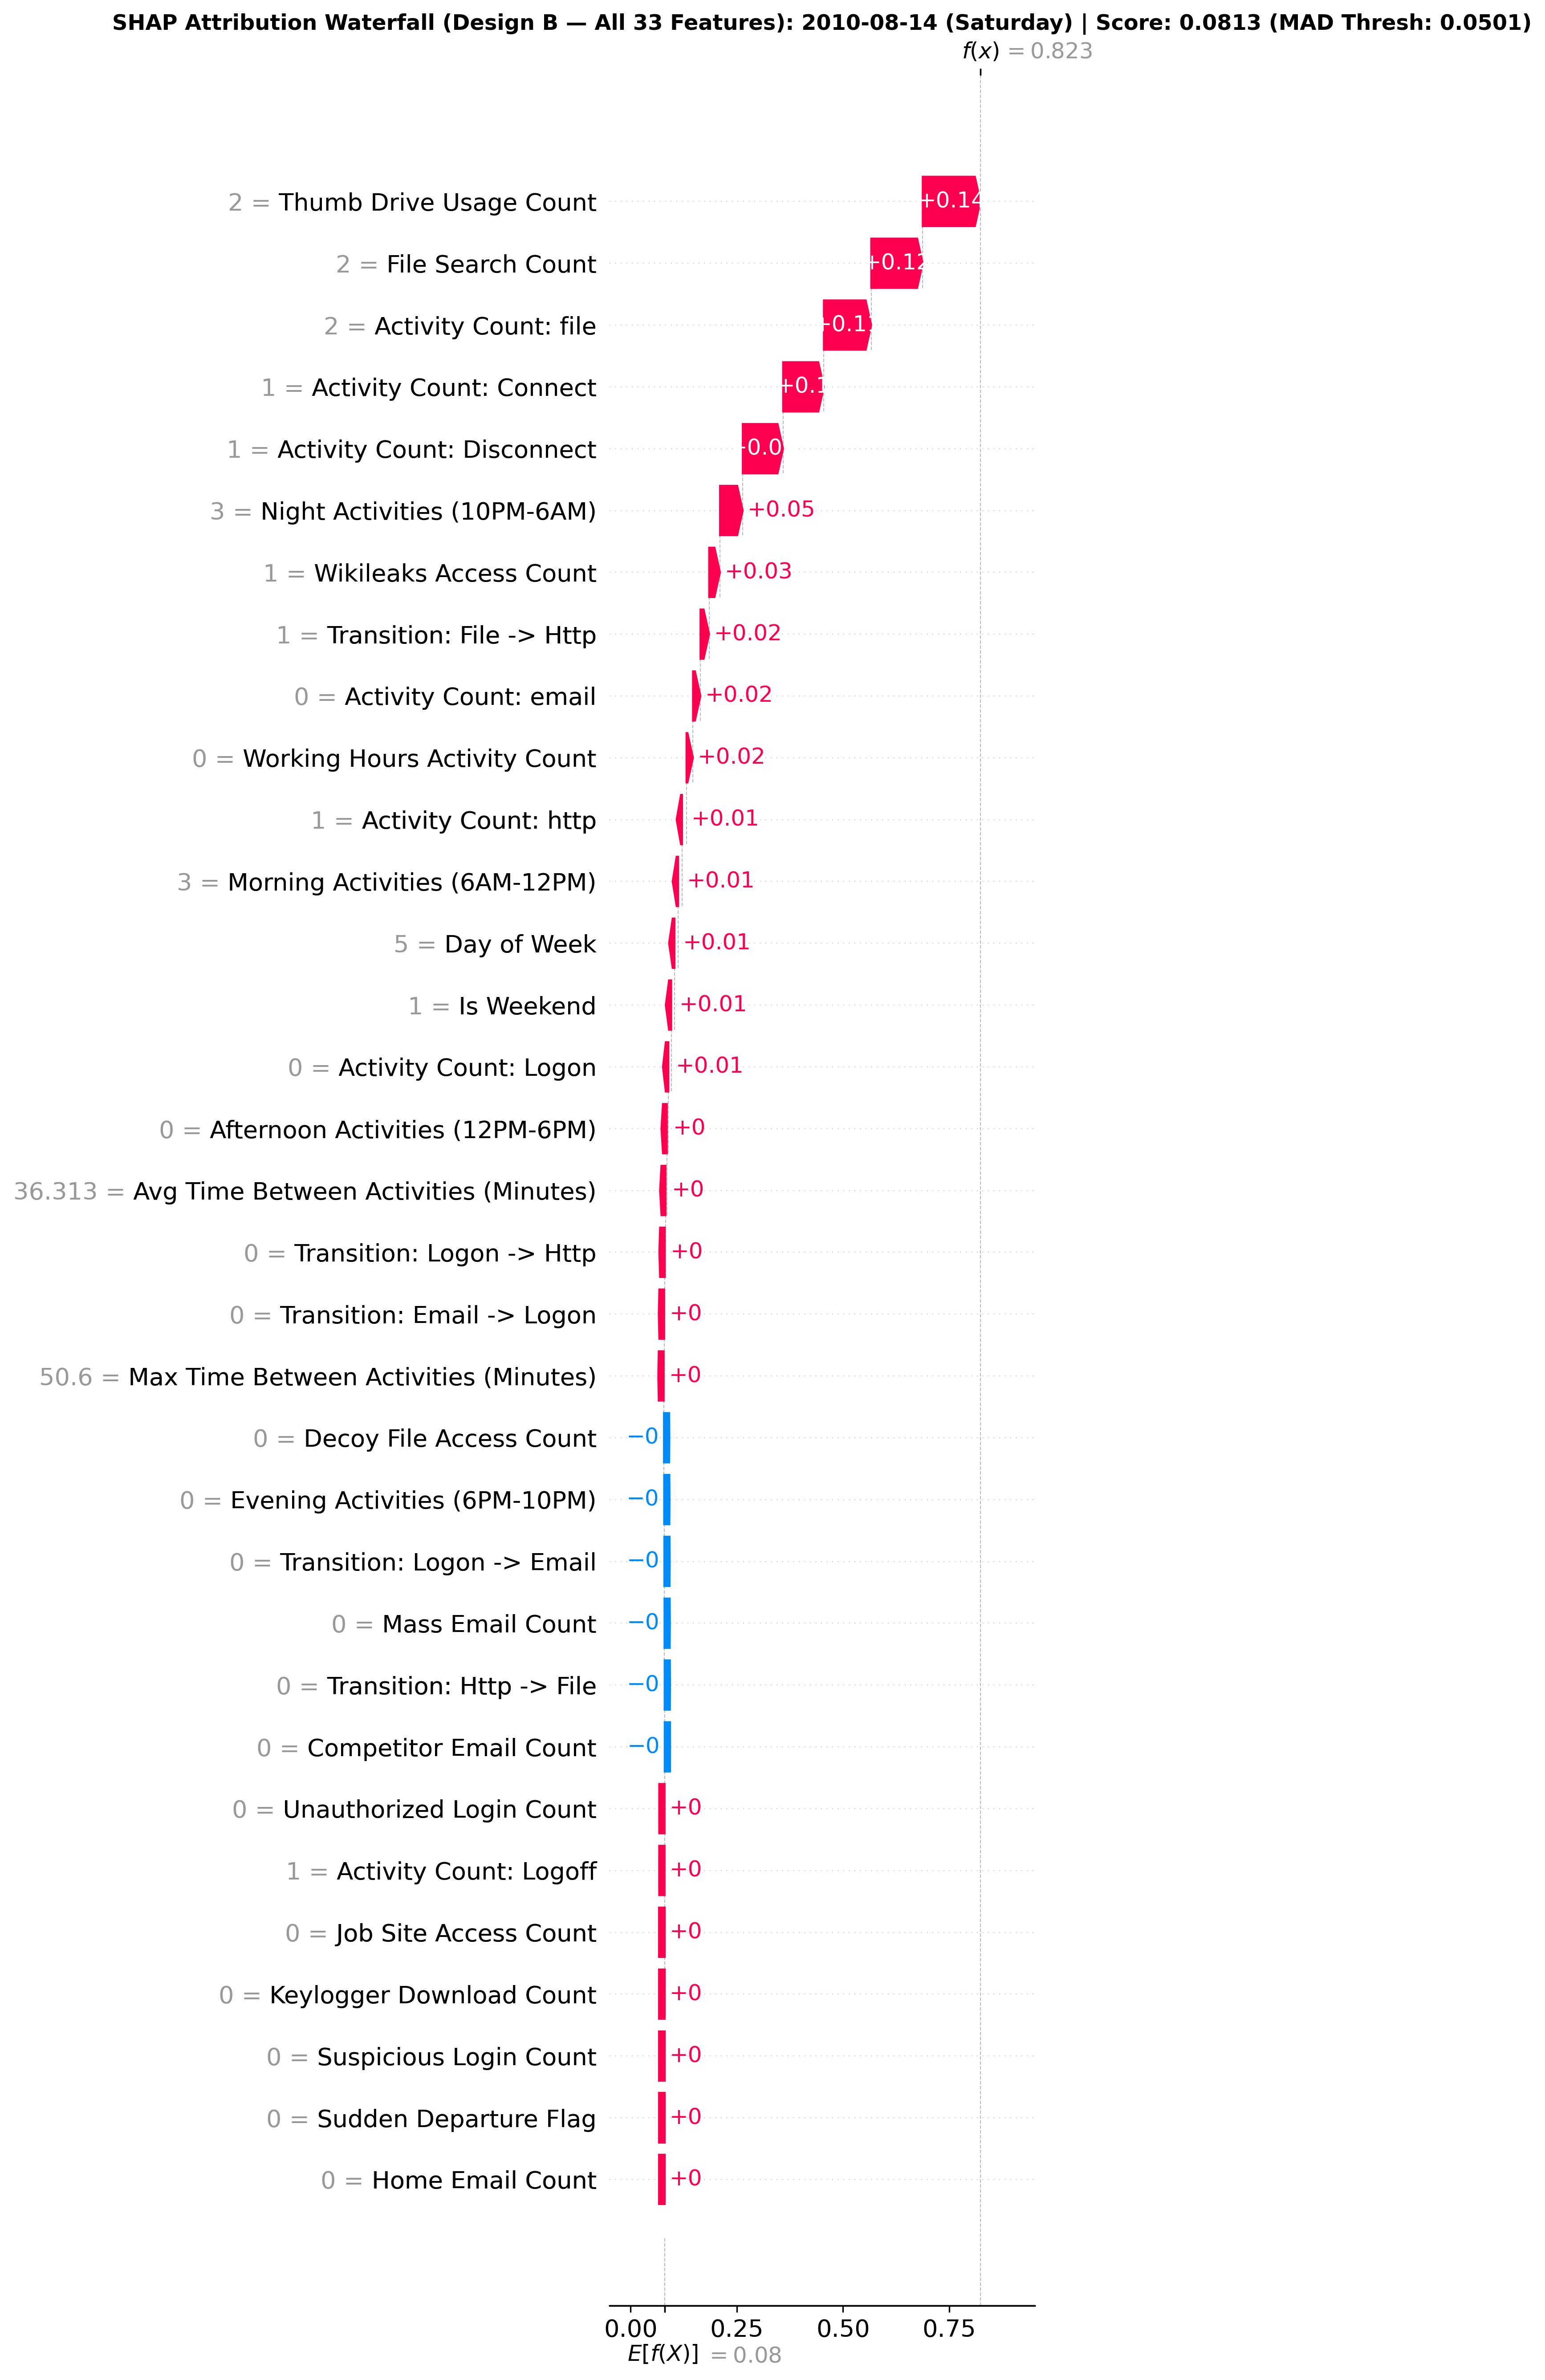 SHAP Attribution Waterfall (Design B — All 33 Features): 2010-08-14 (Saturday) | Score: 0.0813 (MAD Thresh: 0.0501)
f(x) = 0.823
2 = Thumb Drive Usage Count +0.14
2 = File Search Count +0.12
2 = Activity Count: file
1 = Activity Count: Connect +0.1
1 = Activity Count: Disconnect
3 = Night Activities (10PM-6AM) +0.05
1 = Wikileaks Access Count +0.03
1 = Transition: File -> Http +0.02
0 = Activity Count: email +0.02
0 = Working Hours Activity Count +0.02
1 = Activity Count: http +0.01
3 = Morning Activities (6AM-12PM) +0.01
5 = Day of Week +0.01
1 = Is Weekend +0.01
0 = Activity Count: Logon +0.01
0 = Afternoon Activities (12PM-6PM) +0
36.313 = Avg Time Between Activities (Minutes) +0
0 = Transition: Logon -> Http +0
0 = Transition: Email -> Logon +0
50.6 = Max Time Between Activities (Minutes) +0
0 = Decoy File Access Count −0
0 = Evening Activities (6PM-10PM) −0
0 = Transition: Logon -> Email −0
0 = Mass Email Count −0
0 = Transition: Http -> File −0
0 = Competitor Email Count −0
0 = Unauthorized Login Count +0
1 = Activity Count: Logoff +0
0 = Job Site Access Count +0
0 = Keylogger Download Count +0
0 = Suspicious Login Count +0
0 = Sudden Departure Flag +0
0 = Home Email Count +0
0.00 0.25 0.50 0.75
E[f(X)] = 0.08